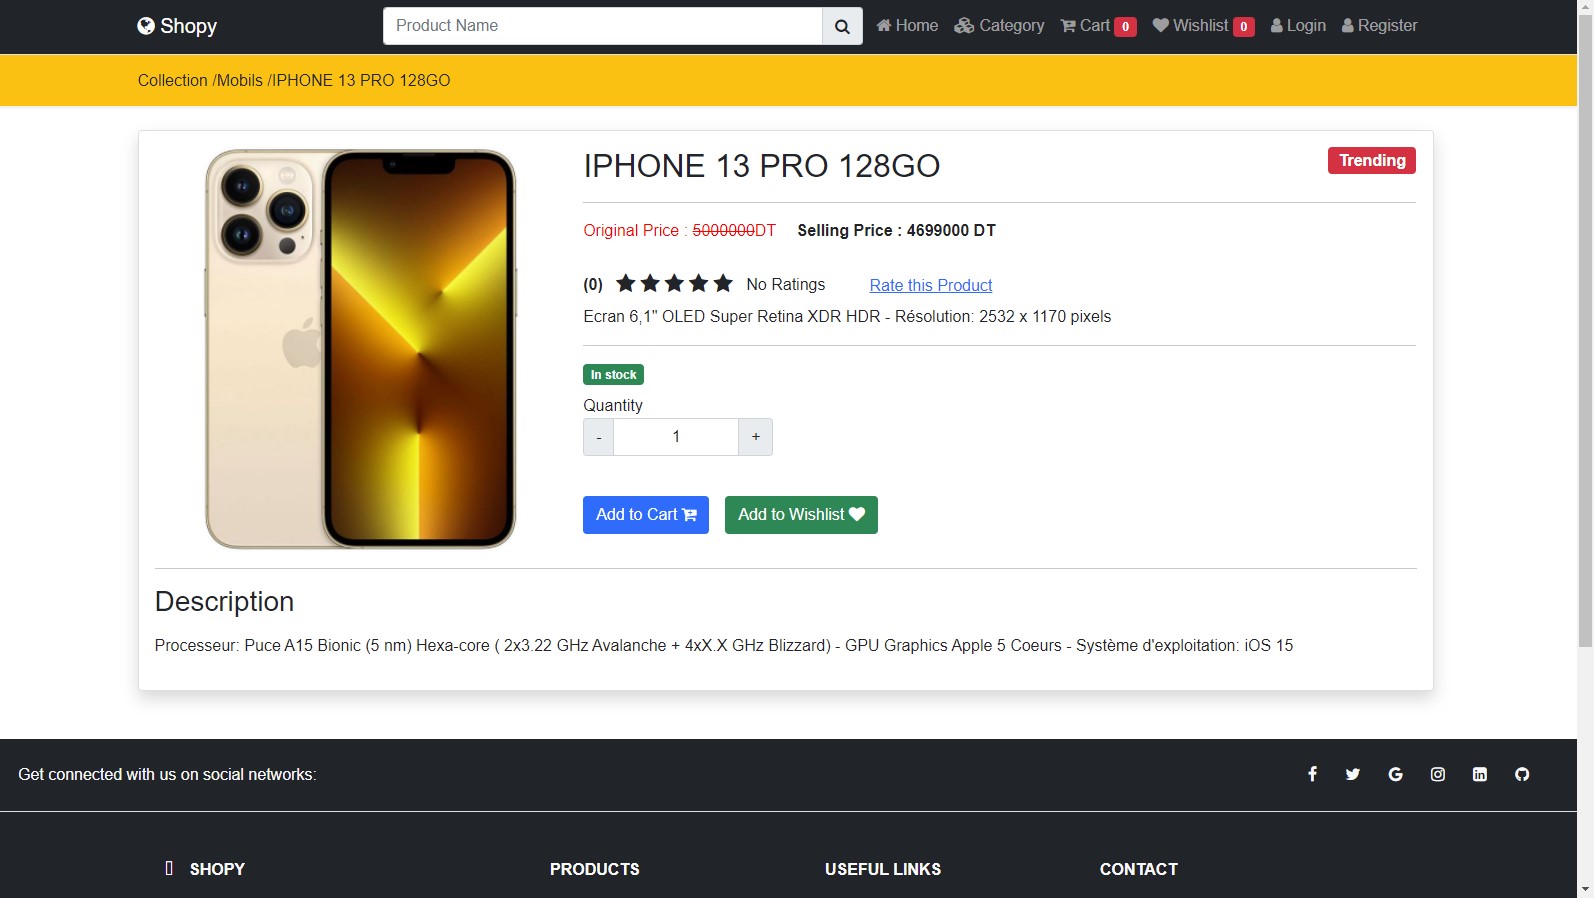 Shopy
Product Name
Home Category Cart 0 Wishlist 0 Login Register
Collection /Mobils /IPHONE 13 PRO 128GO
IPHONE 13 PRO 128GO
Trending
Original Price : 5000000DT Selling Price : 4699000 DT
(0) No Ratings Rate this Product
Ecran 6,1" OLED Super Retina XDR HDR - Résolution: 2532 x 1170 pixels
In stock
Quantity
- 1 +
Add to Cart Add to Wishlist
Description
Processeur: Puce A15 Bionic (5 nm) Hexa-core ( 2x3.22 GHz Avalanche + 4xX.X GHz Blizzard) - GPU Graphics Apple 5 Coeurs - Système d'exploitation: iOS 15
Get connected with us on social networks:
SHOPY PRODUCTS USEFUL LINKS CONTACT